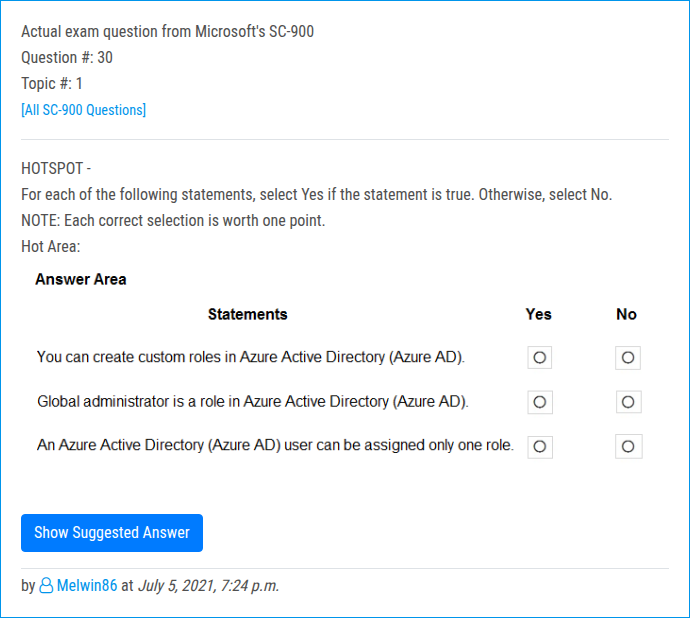 Actual exam question from Microsoft's SC-900
Question #: 30
Topic #: 1
[All SC-900 Questions]
HOTSPOT -
For each of the following statements, select Yes if the statement is true. Otherwise, select No.
NOTE: Each correct selection is worth one point.
Hot Area:
Answer Area
Statements Yes No
You can create custom roles in Azure Active Directory (Azure AD).
Global administrator is a role in Azure Active Directory (Azure AD).
An Azure Active Directory (Azure AD) user can be assigned only one role.
Show Suggested Answer
by Melwin86 at July 5, 2021, 7:24 p.m.